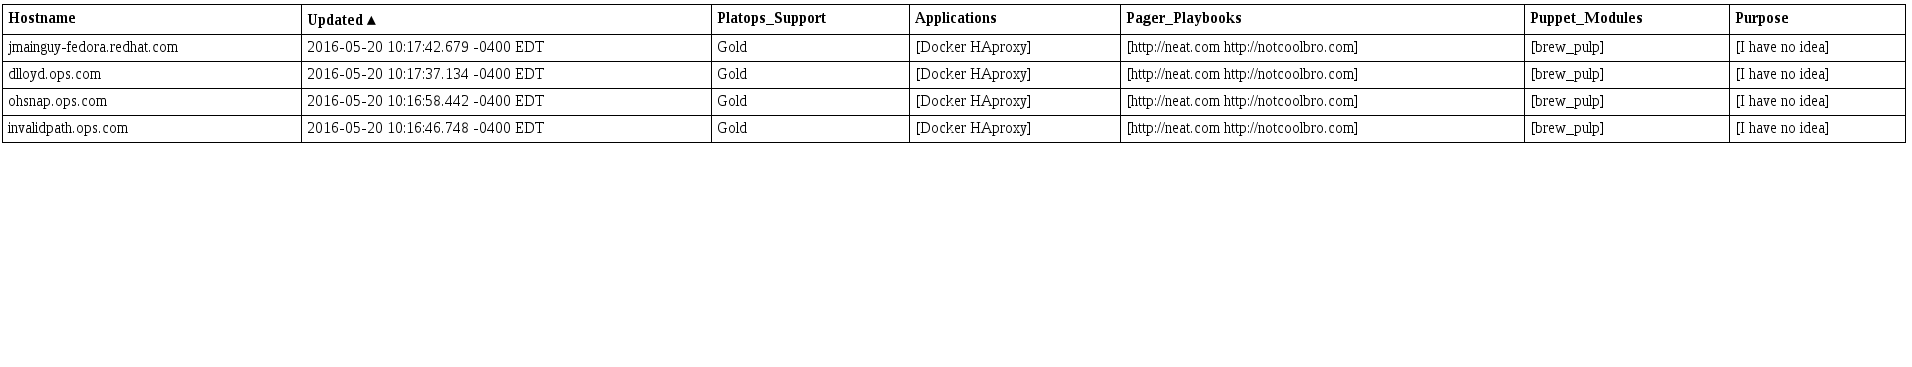 Hostname Updated ▲ Platops_Support Applications Pager_Playbooks Puppet_Modules Purpose
jmainguy-fedora.redhat.com 2016-05-20 10:17:42.679 -0400 EDT Gold [Docker HAproxy] [http://neat.com http://notcoolbro.com] [brew_pulp] [I have no idea]
dlloyd.ops.com 2016-05-20 10:17:37.134 -0400 EDT Gold [Docker HAproxy] [http://neat.com http://notcoolbro.com] [brew_pulp] [I have no idea]
ohsnap.ops.com 2016-05-20 10:16:58.442 -0400 EDT Gold [Docker HAproxy] [http://neat.com http://notcoolbro.com] [brew_pulp] [I have no idea]
invalidpath.ops.com 2016-05-20 10:16:46.748 -0400 EDT Gold [Docker HAproxy] [http://neat.com http://notcoolbro.com] [brew_pulp] [I have no idea]